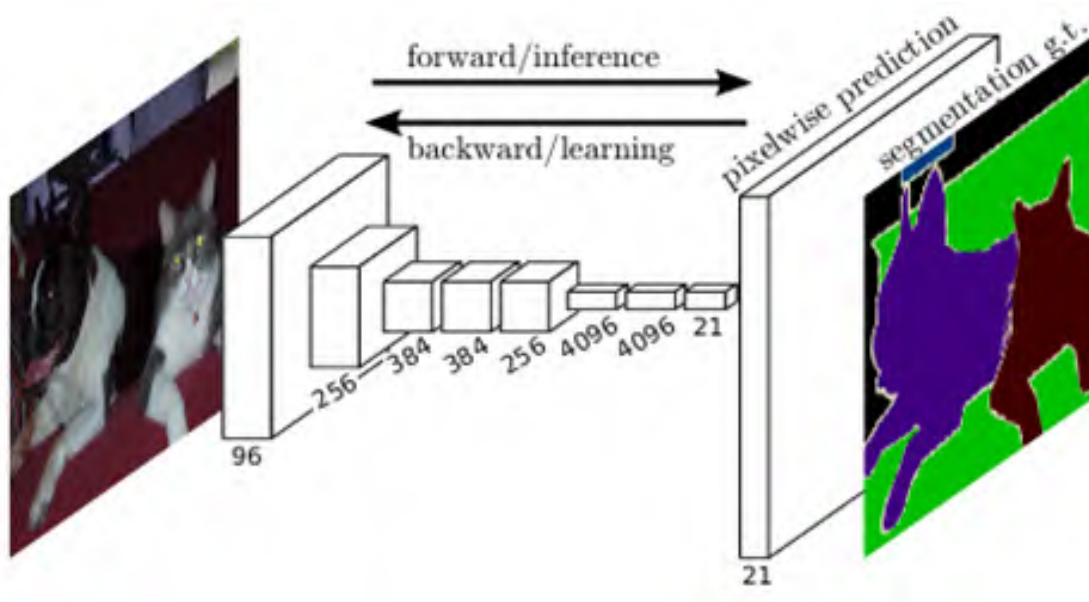 forward/inference
backward/learning
pixelwise prediction
segmentation g.t.
96
256
384
384
256
4096
4096
21
21